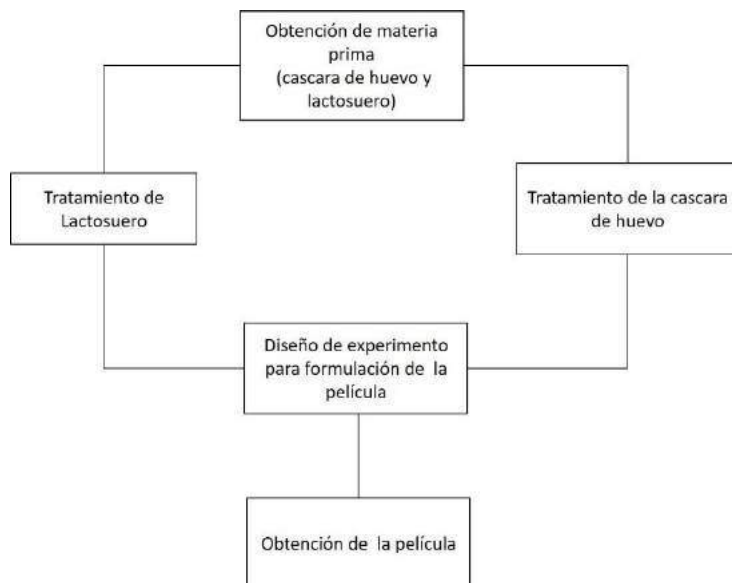 Obtención de materia
prima
(cascara de huevo y
lactosuero)
Tratamiento de
Lactosuero
Tratamiento de la cascara
de huevo
Diseño de experimento
para formulación de la
película
Obtención de la película